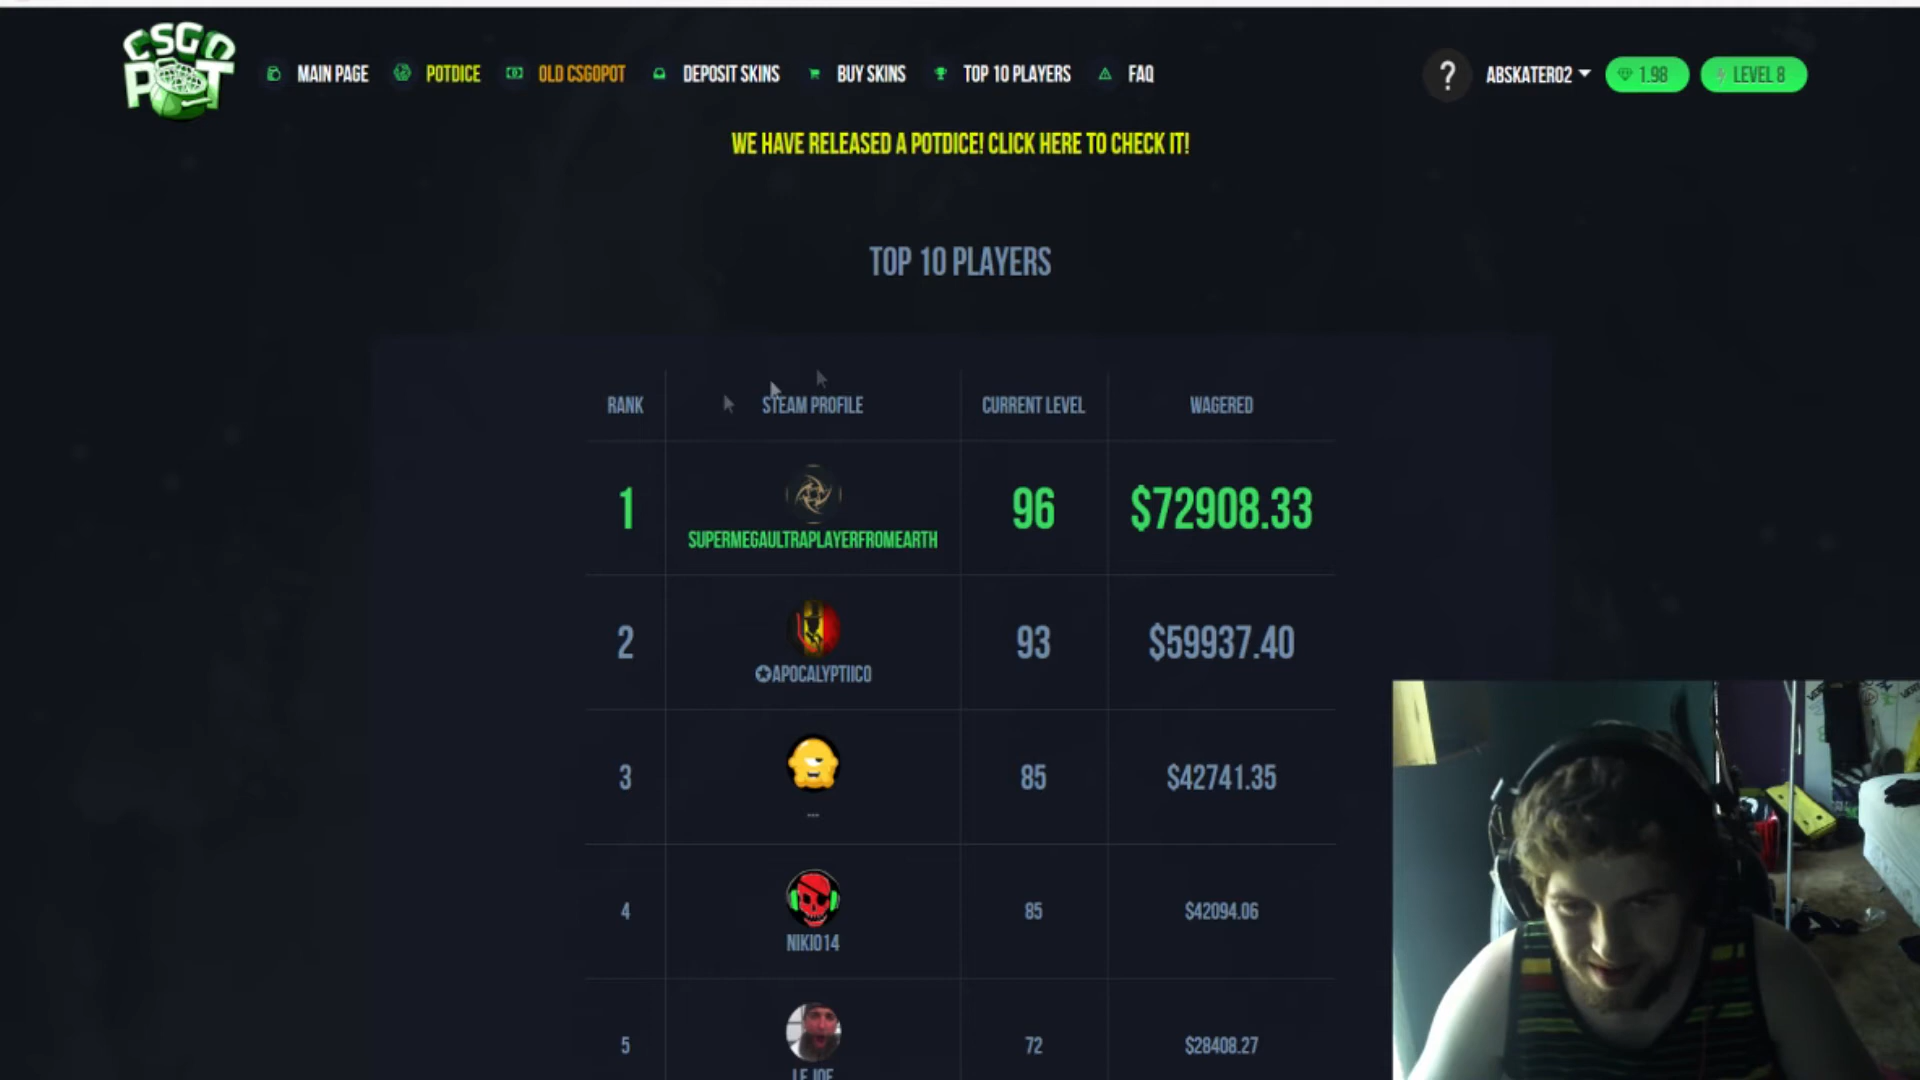 CSGO
POT
MAIN PAGE
POTDICE
OLD CSGOPOT
DEPOSIT SKINS
BUY SKINS
TOP 10 PLAYERS
FAQ
?
ABSKATER02
1.98
LEVEL 8
WE HAVE RELEASED A POTDICE! CLICK HERE TO CHECK IT!
TOP 10 PLAYERS
RANK
STEAM PROFILE
CURRENT LEVEL
WAGERED
1
SUPERMEGAULTRAPLAYERFROMEARTH
96
$72908.33
2
✪APOCALYPTIICO
93
$59937.40
3
...
85
$42741.35
4
NIKIO14
85
$42094.06
5
LE JOE
72
$28408.27